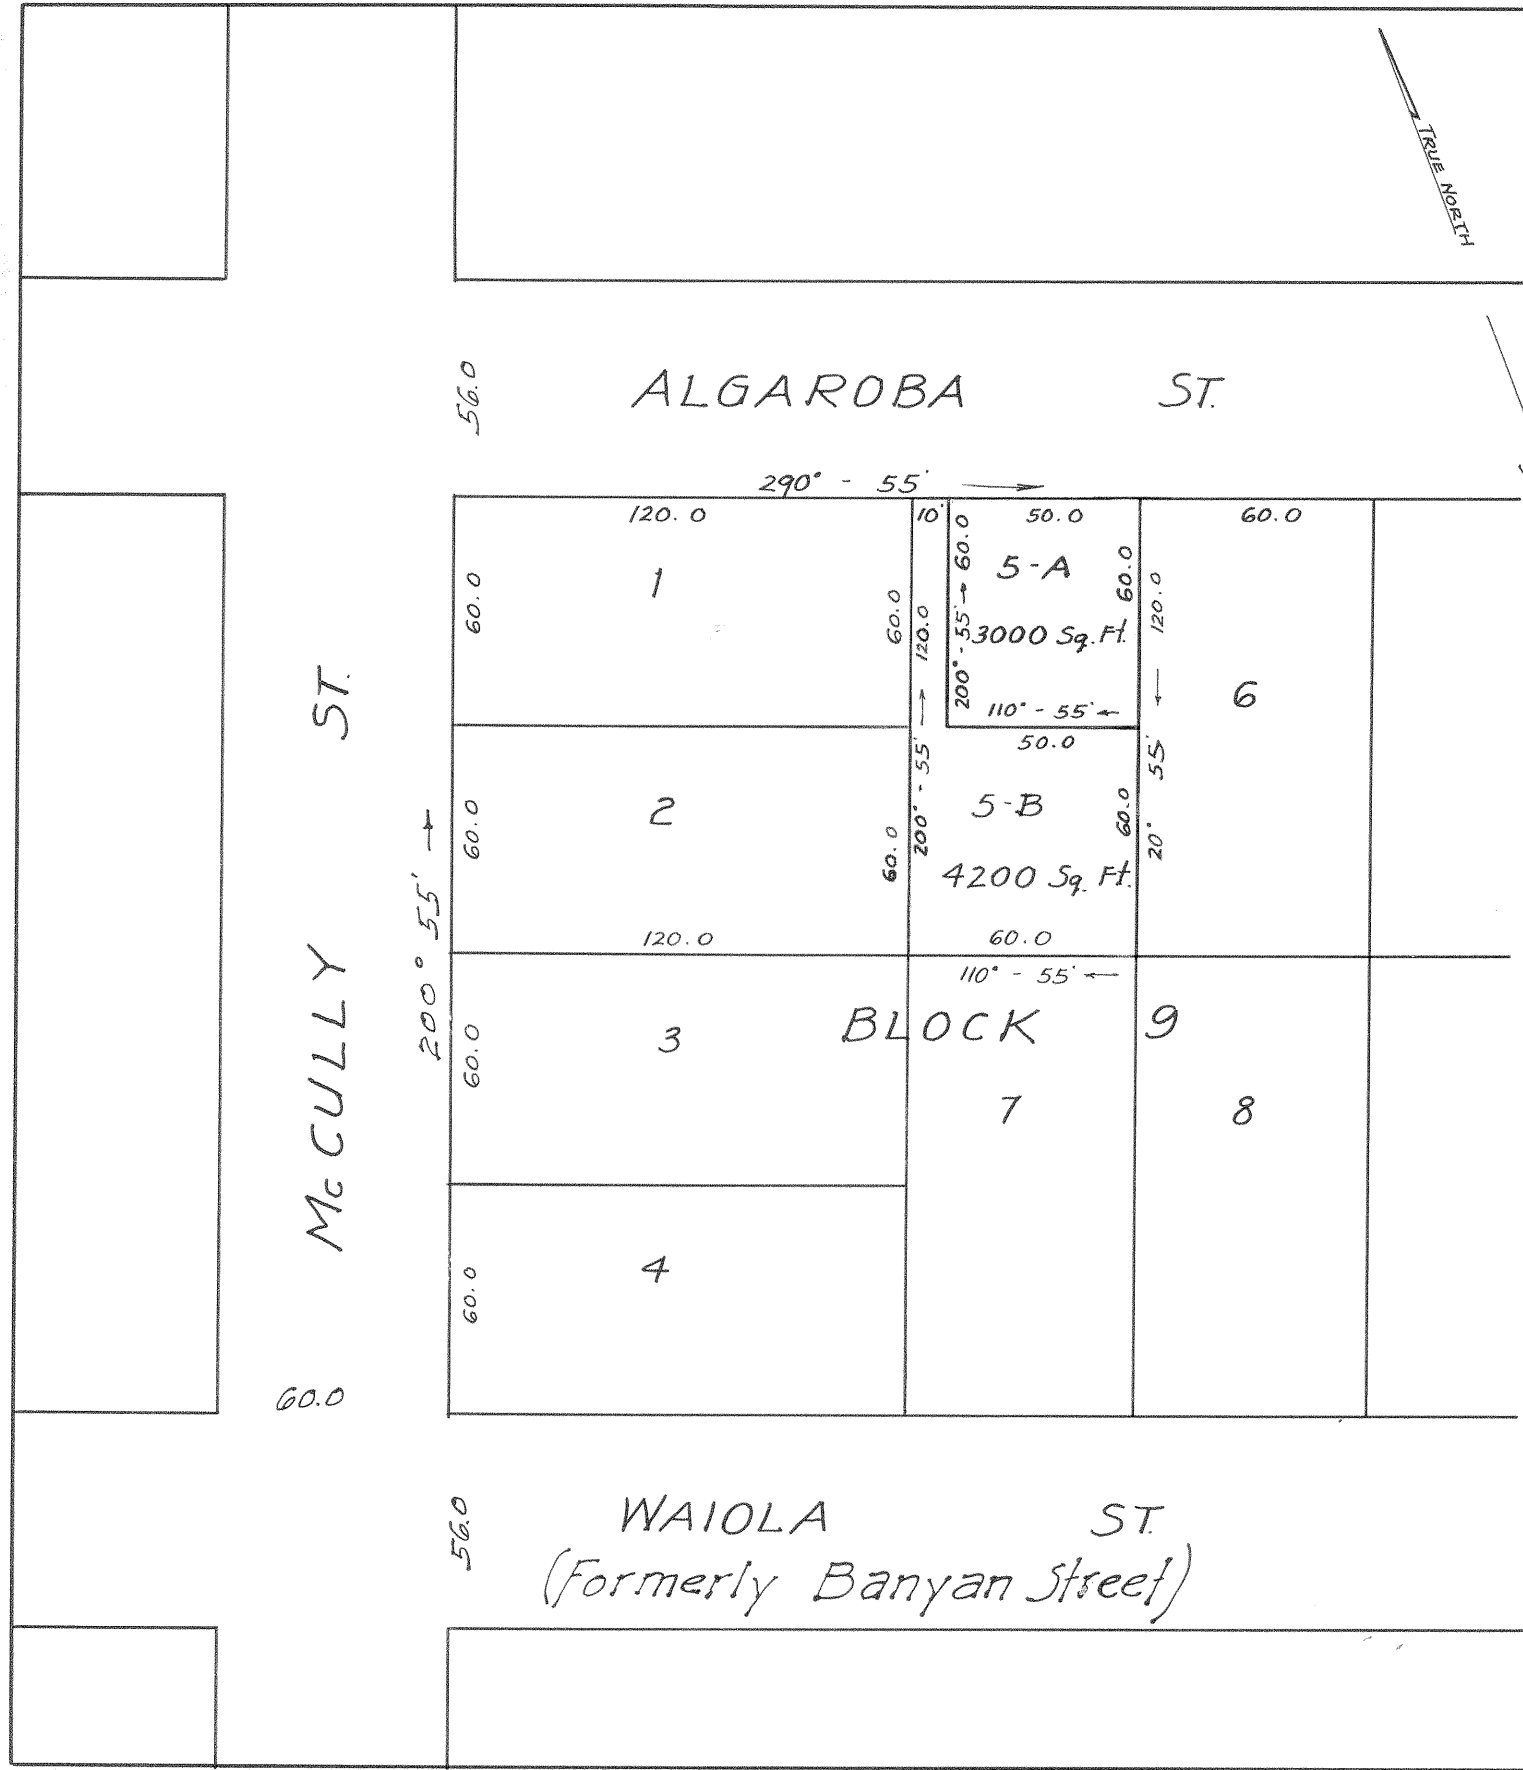 TRUE NORTH
56.0
ALGAROBA ST.
290° - 55'
120.0
10'
50.0
60.0
1
60.0
60.0
200° - 55' 120.0
200° - 55' 60.0
5-A
3000 Sq. Ft.
60.0
110° - 55'
50.0
20° 55' 120.0
6
McCULLY ST.
200° 55'
2
60.0
60.0
120.0
5-B
4200 Sq. Ft.
60.0
60.0
110° - 55'
BLOCK 9
3
60.0
7
8
4
60.0
60.0
56.0
WAIOLA ST.
(Formerly Banyan Street)